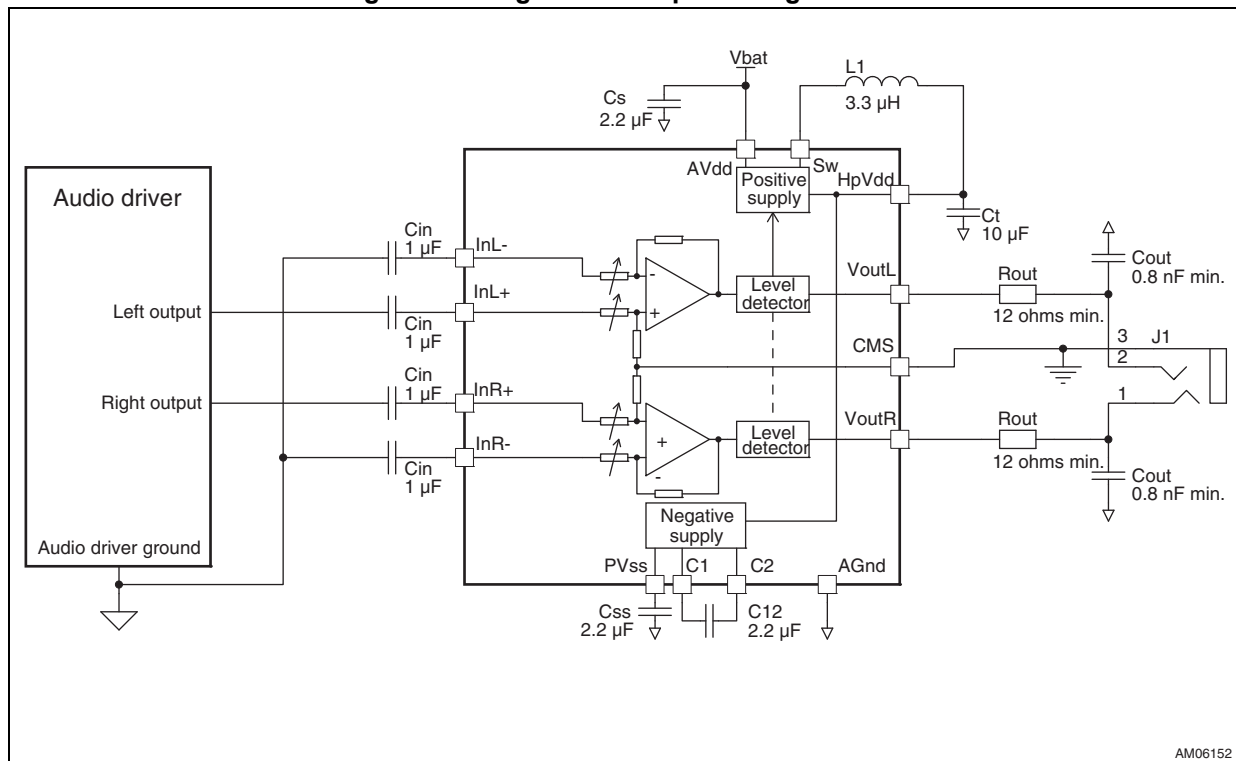 Vbat
L1
3.3 µH
Cs
2.2 µF
AVdd
Sw
HpVdd
Positive
supply
Ct
10 µF
Audio driver
Cin
1 µF
InL-
-
Level
detector
VoutL
Rout
12 ohms min.
Cout
0.8 nF min.
Left output
InL+
+
Cin
1 µF
CMS
3
J1
2
Right output
Cin
1 µF
InR+
1
VoutR
Rout
12 ohms min.
+
Level
detector
InR-
-
Cin
1 µF
Cout
0.8 nF min.
Negative
supply
Audio driver ground
PVss
C1
C2
AGnd
Css
2.2 µF
C12
2.2 µF
AM06152